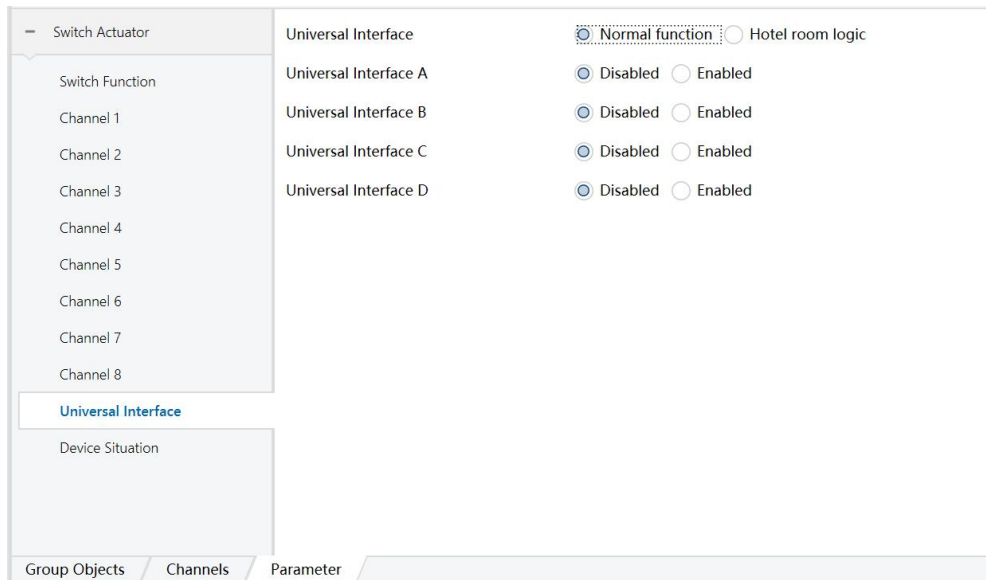 Switch Actuator
Switch Function
Channel 1
Channel 2
Channel 3
Channel 4
Channel 5
Channel 6
Channel 7
Channel 8
Universal Interface
Device Situation
Universal Interface Normal function Hotel room logic
Universal Interface A Disabled Enabled
Universal Interface B Disabled Enabled
Universal Interface C Disabled Enabled
Universal Interface D Disabled Enabled
Group Objects Channels Parameter